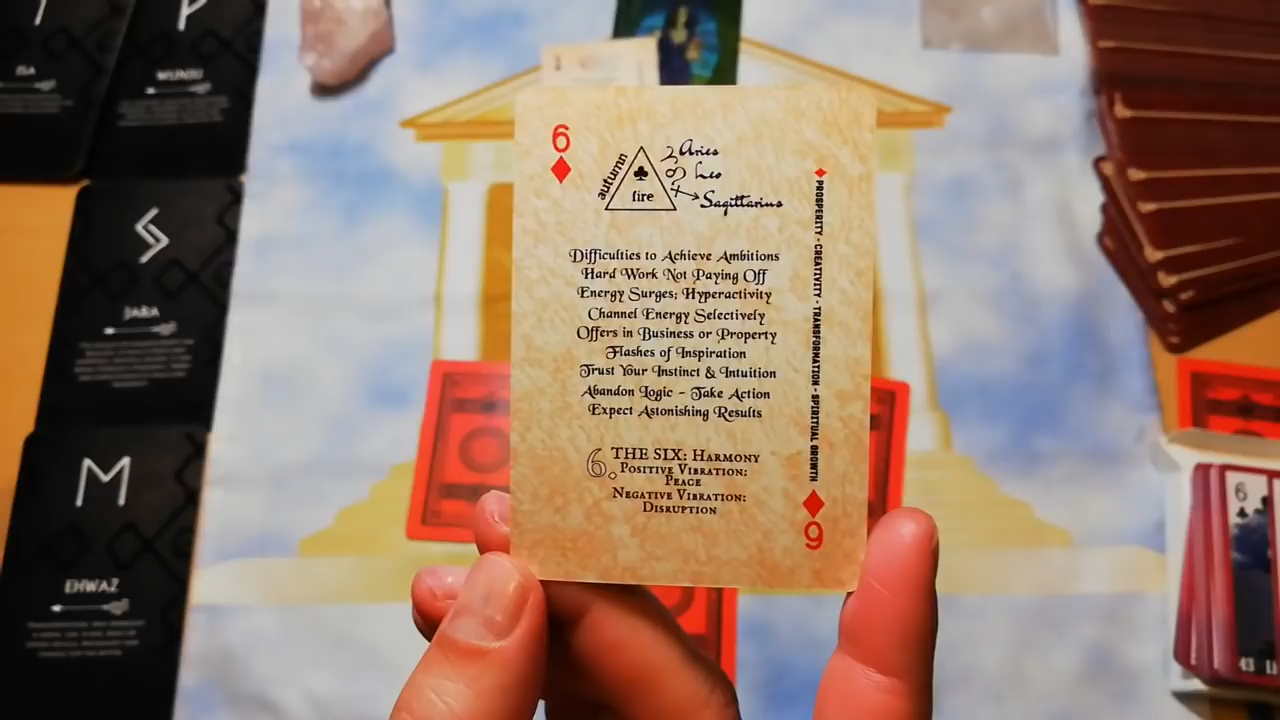 ISA
WUNJU
JARA
EHWAZ
6
autumn
fire
Aries
Leo
Sagittarius
Difficulties to Achieve Ambitions
Hard Work Not Paying Off
Energy Surges; Hyperactivity
Channel Energy Selectively
Offers in Business or Property
Flashes of Inspiration
Trust Your Instinct & Intuition
Abandon Logic - Take Action
Expect Astonishing Results
6. THE SIX: HARMONY
POSITIVE VIBRATION:
PEACE
NEGATIVE VIBRATION:
DISRUPTION
PROSPERITY - CREATIVITY - TRANSFORMATION - SPIRITUAL GROWTH
6
6
43